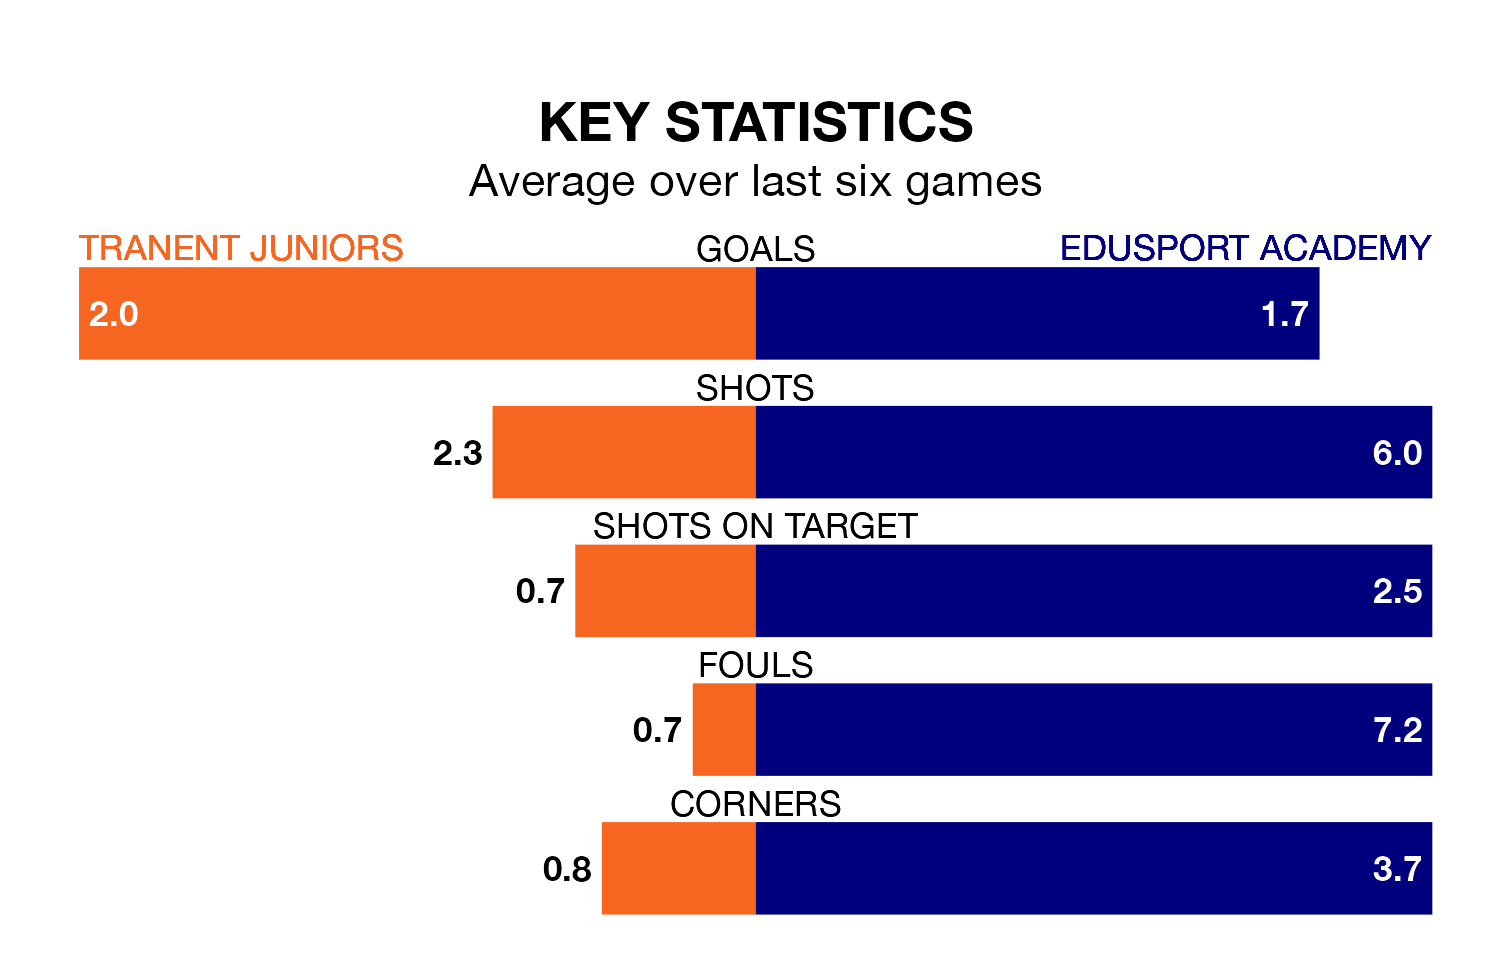 KEY STATISTICS
Average over last six games
TRANENT JUNIORS GOALS EDUSPORT ACADEMY
2.0 1.7
SHOTS
2.3 6.0
SHOTS ON TARGET
0.7 2.5
FOULS
0.7 7.2
CORNERS
0.8 3.7